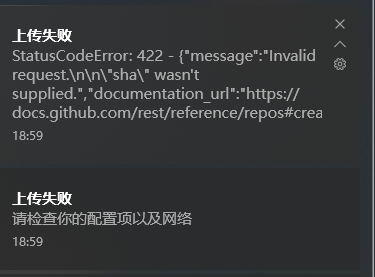 上传失败
StatusCodeError: 422 - {"message":"Invalid
request.\n\n\"sha\" wasn't
supplied.","documentation_url":"https://
docs.github.com/rest/reference/repos#crea
18:59
上传失败
请检查你的配置项以及网络
18:59